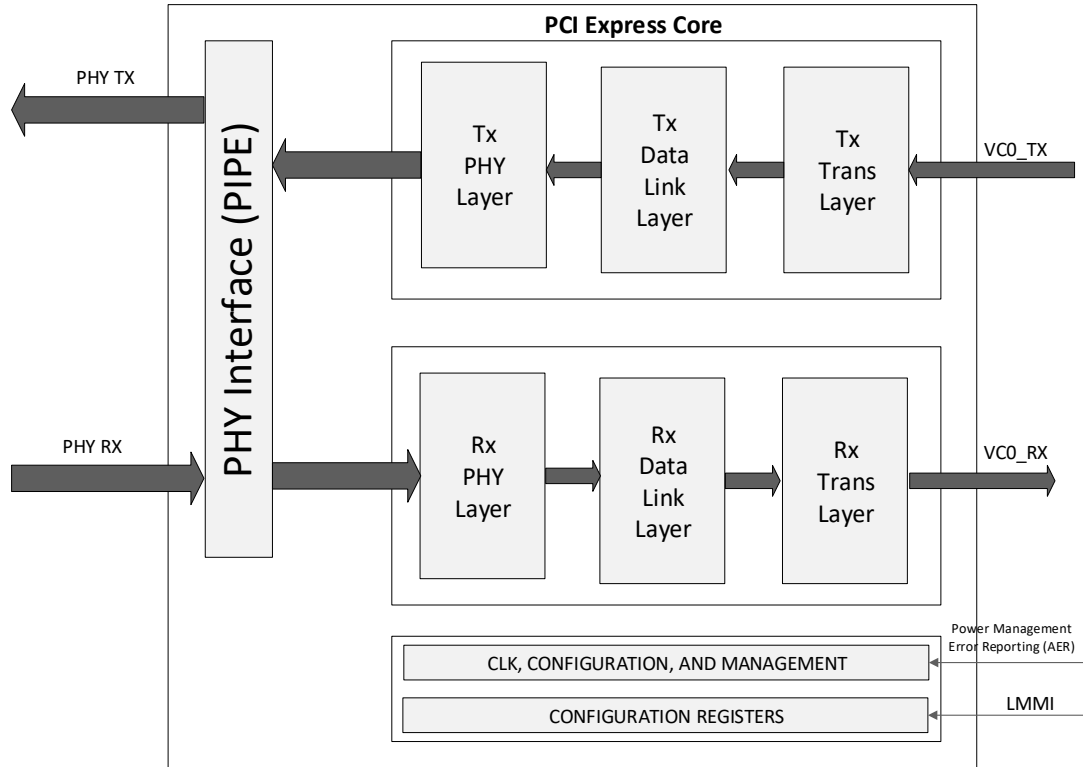 PCI Express Core
PHY TX
PHY Interface (PIPE)
Tx
PHY
Layer
Tx
Data
Link
Layer
Tx
Trans
Layer
VC0_TX
PHY RX
Rx
PHY
Layer
Rx
Data
Link
Layer
Rx
Trans
Layer
VC0_RX
Power Management
Error Reporting (AER)
CLK, CONFIGURATION, AND MANAGEMENT
LMMI
CONFIGURATION REGISTERS